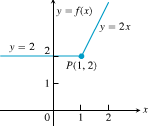 y = f(x)
y = 2x
y = 2
2
P(1, 2)
1
0
1
2
x